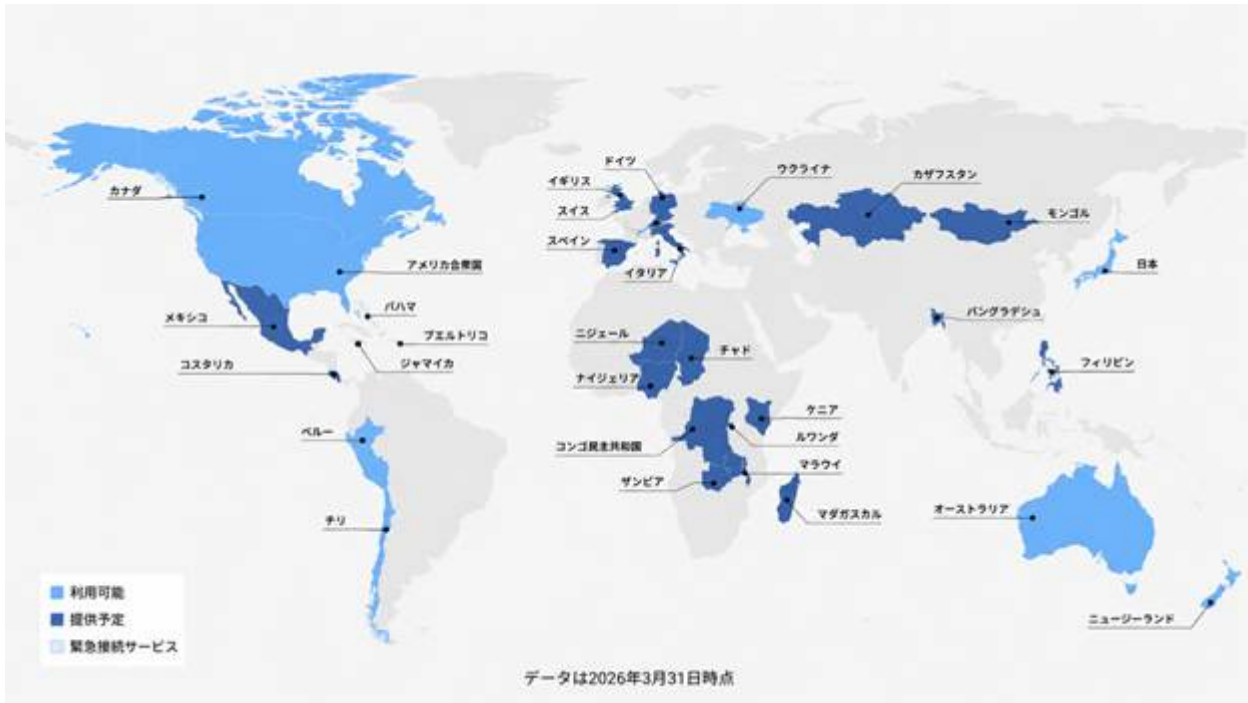 ドイツ
イギリス
ウクライナ
カザフスタン
カナダ
スイス
モンゴル
スペイン
アメリカ合衆国
イタリア
日本
バハマ
バングラデシュ
メキシコ
プエルトリコ
ニジェール
チャド
コスタリカ
ジャマイカ
フィリピン
ナイジェリア
ケニア
ペルー
ルワンダ
コンゴ民主共和国
マラウイ
ザンビア
マダガスカル
オーストラリア
チリ
利用可能
提供予定
緊急接続サービス
ニュージーランド
データは2026年3月31日時点